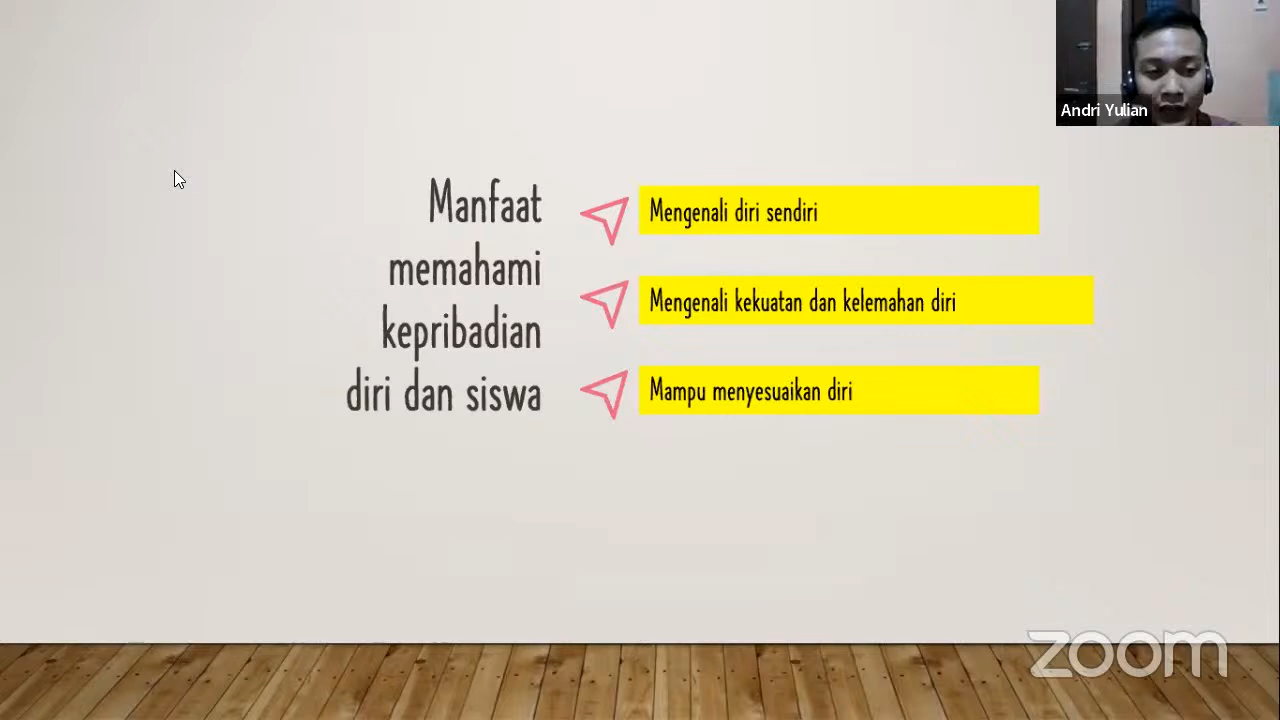 Andri Yulian
Manfaat
memahami
kepribadian
diri dan siswa
Mengenali diri sendiri
Mengenali kekuatan dan kelemahan diri
Mampu menyesuaikan diri
zoom